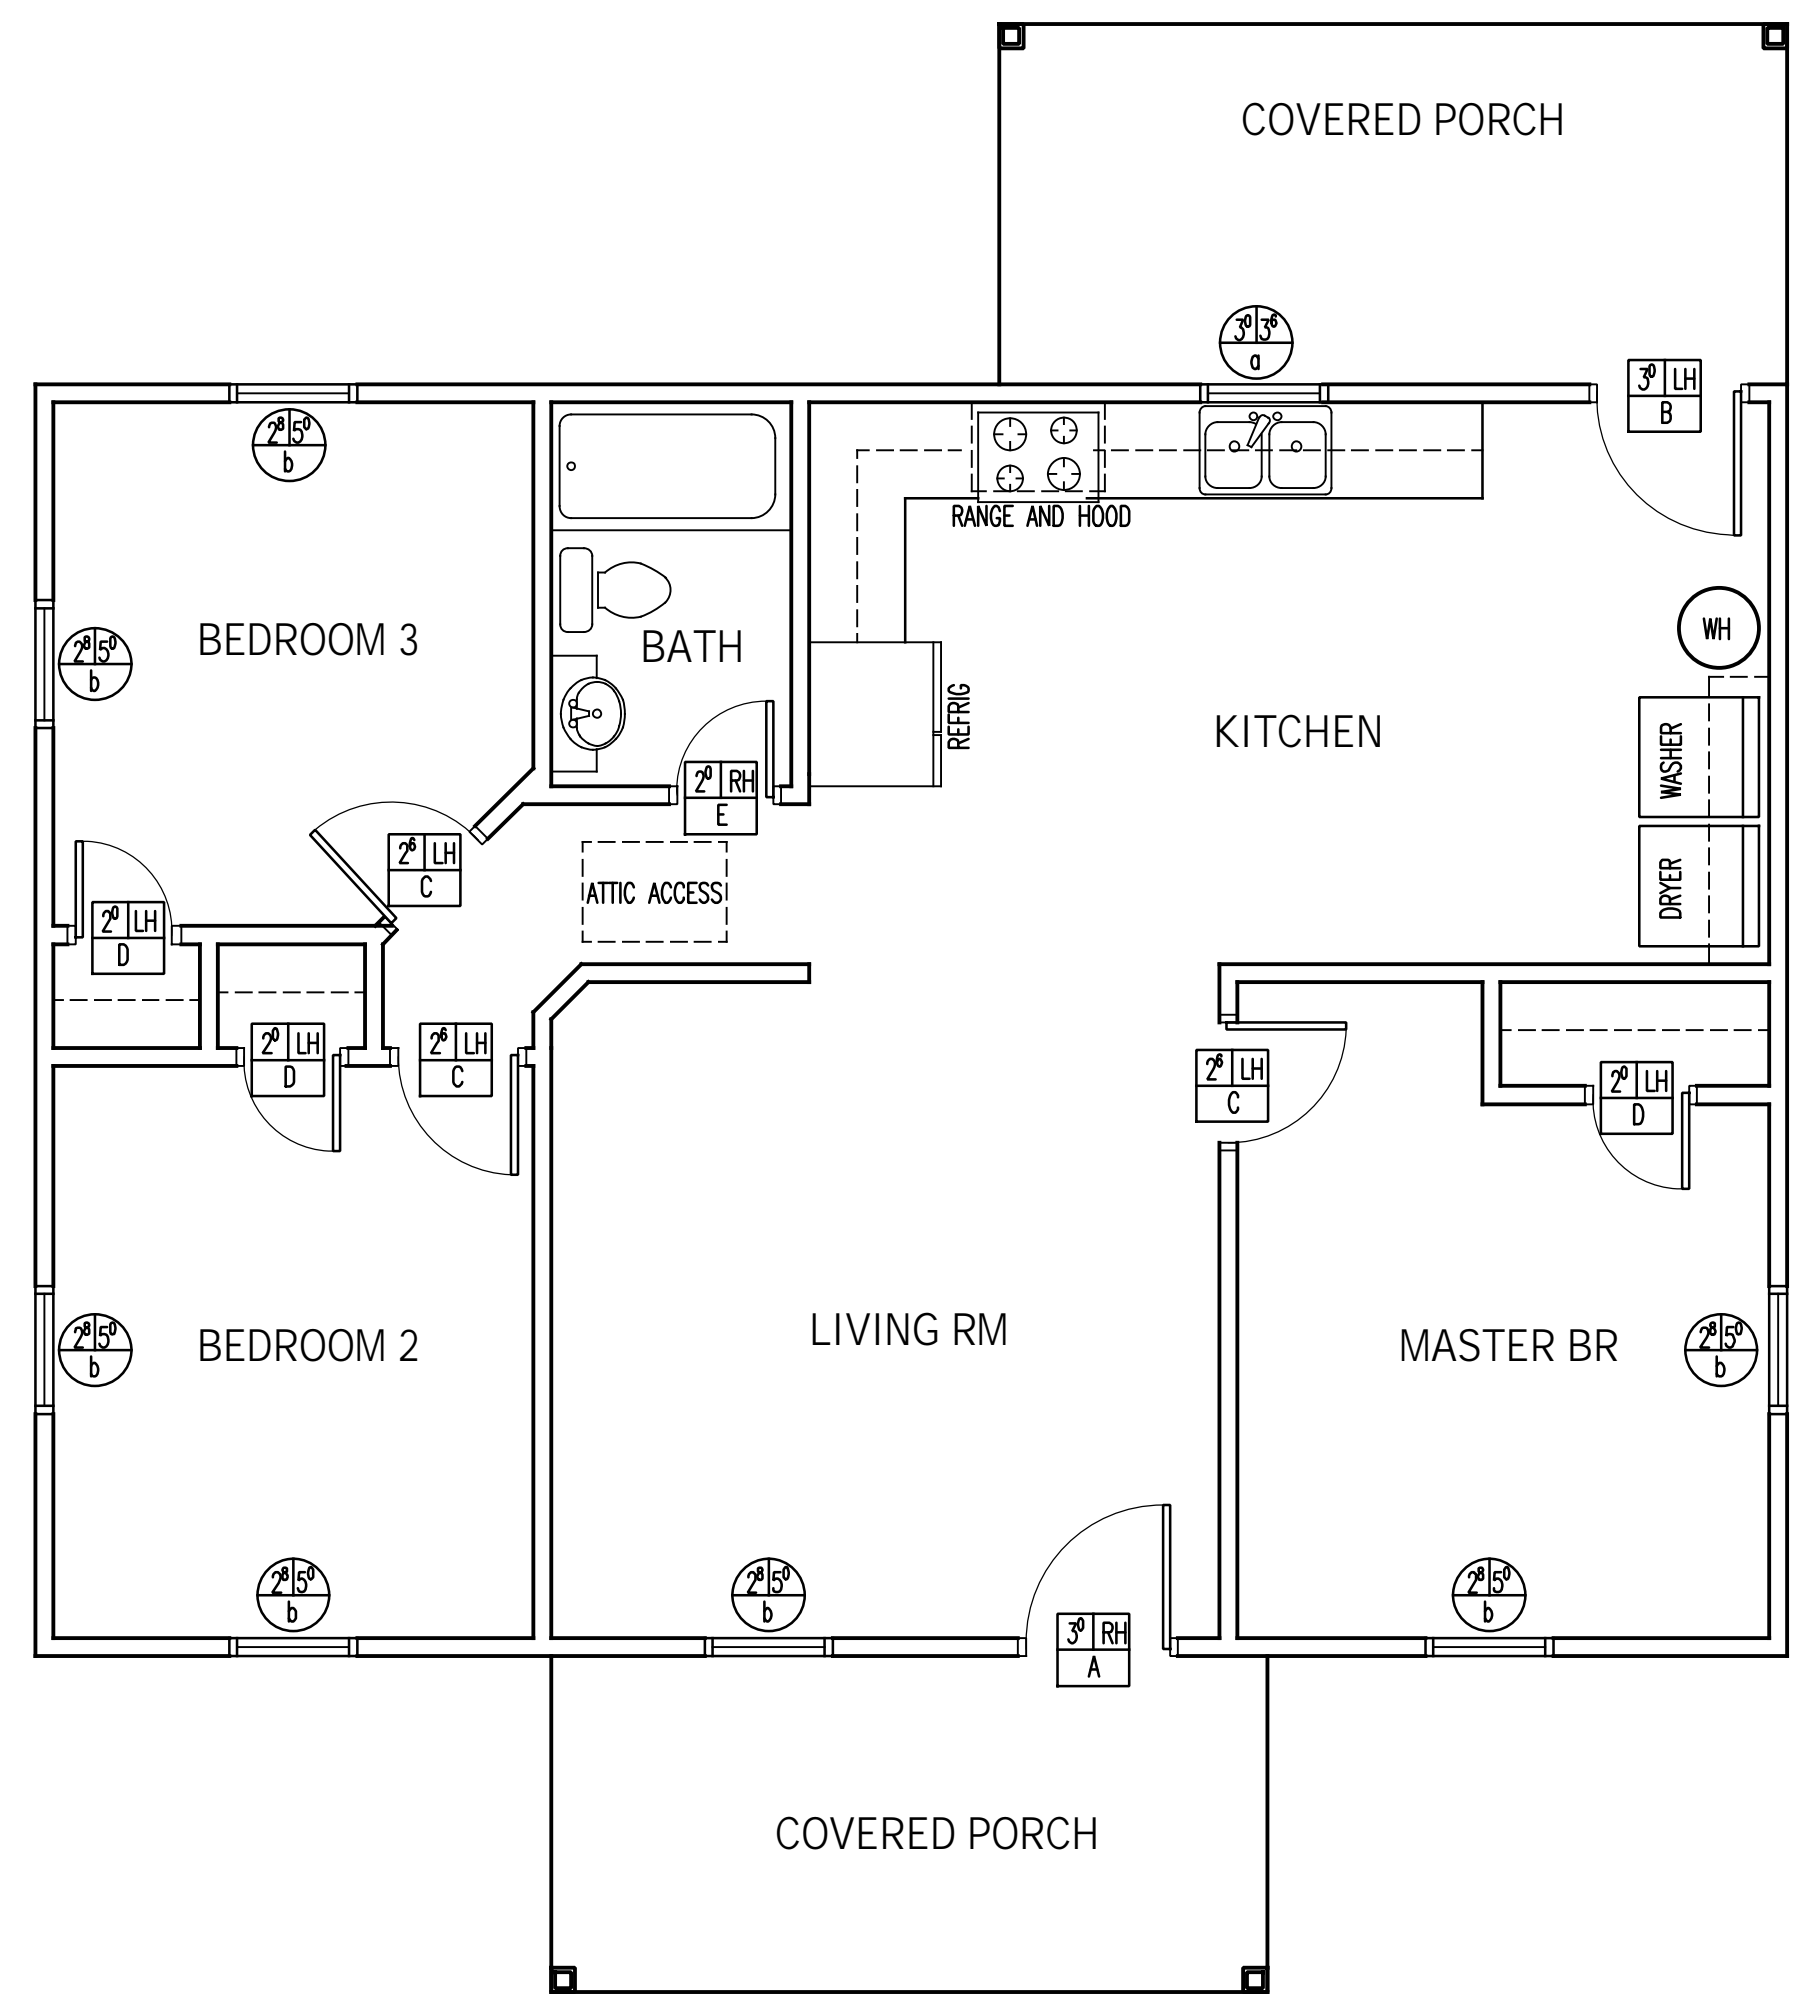 COVERED PORCH
3⁰ 3⁶
a
3⁰ LH
B
2⁸ 5⁰
b
RANGE AND HOOD
2⁸ 5⁰
b
BEDROOM 3
BATH
WH
REFRIG
KITCHEN
WASHER
2⁰ RH
E
2⁶ LH
C
ATTIC ACCESS
DRYER
2⁰ LH
D
2⁰ LH
D
2⁶ LH
C
2⁶ LH
C
2⁰ LH
D
2⁸ 5⁰
b
BEDROOM 2
LIVING RM
MASTER BR
2⁸ 5⁰
b
2⁸ 5⁰
b
2⁸ 5⁰
b
2⁸ 5⁰
b
3⁰ RH
A
COVERED PORCH